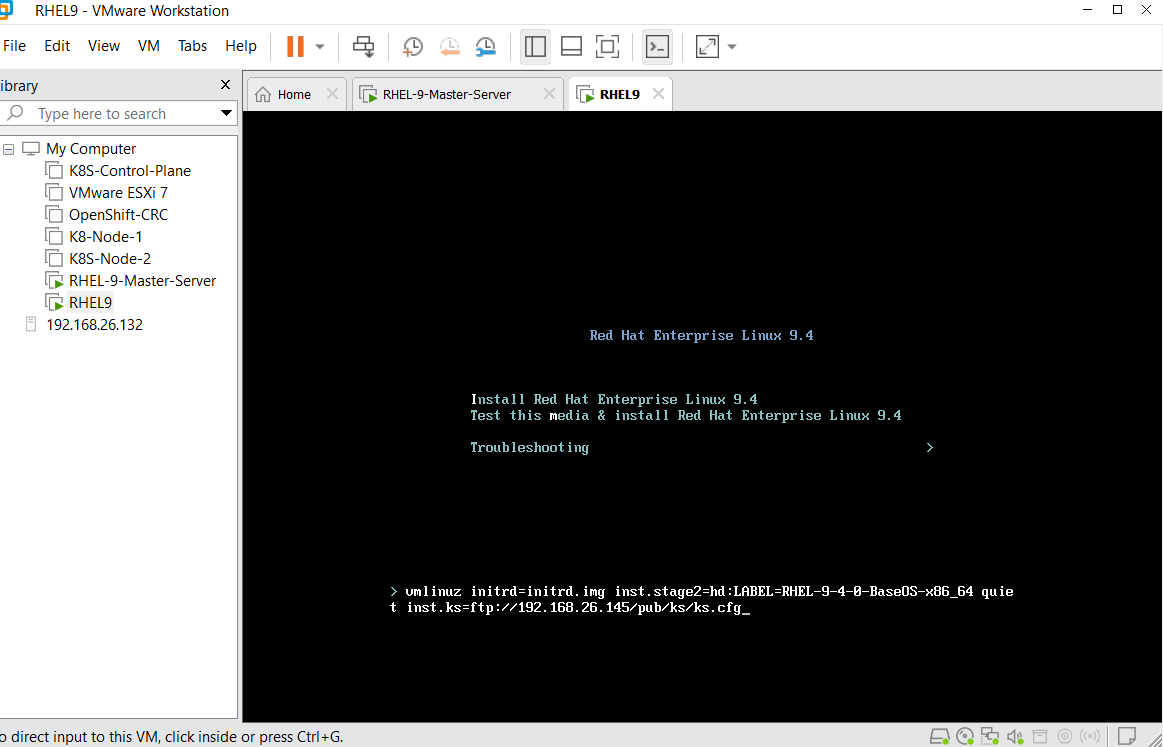 RHEL9 - VMware Workstation
File Edit View VM Tabs Help
ibrary
Type here to search
Home
RHEL-9-Master-Server
RHEL9
My Computer
K8S-Control-Plane
VMware ESXi 7
OpenShift-CRC
K8-Node-1
K8S-Node-2
RHEL-9-Master-Server
RHEL9
192.168.26.132
Red Hat Enterprise Linux 9.4
Install Red Hat Enterprise Linux 9.4
Test this media & install Red Hat Enterprise Linux 9.4
Troubleshooting >
> vmlinuz initrd=initrd.img inst.stage2=hd:LABEL=RHEL-9-4-0-BaseOS-x86_64 quie
t inst.ks=ftp://192.168.26.145/pub/ks/ks.cfg_
o direct input to this VM, click inside or press Ctrl+G.